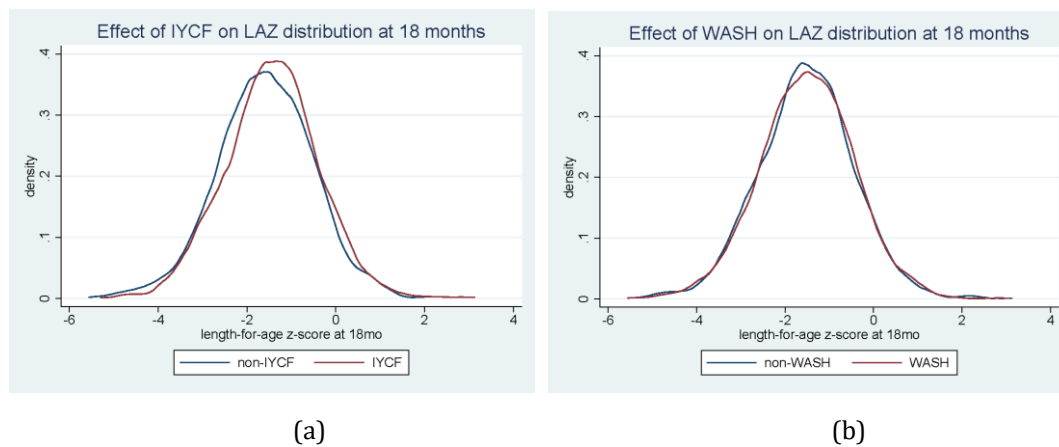 Effect of IYCF on LAZ distribution at 18 months
.4
.3
.2
.1
0
density
-6 -4 -2 0 2 4
length-for-age z-score at 18mo
non-IYCF IYCF
(a)
Effect of WASH on LAZ distribution at 18 months
.4
.3
.2
.1
0
density
-6 -4 -2 0 2 4
length-for-age z-score at 18mo
non-WASH WASH
(b)